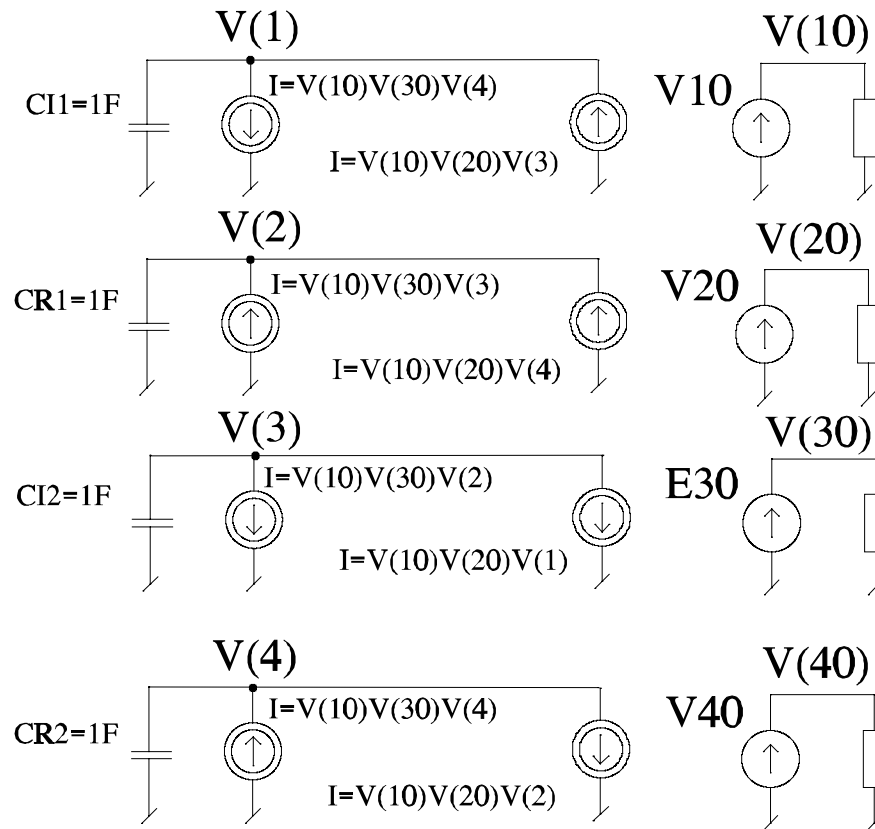 V(1)
V(10)
I=V(10)V(30)V(4)
V10
CI1=1F
I=V(10)V(20)V(3)
V(2)
V(20)
I=V(10)V(30)V(3)
V20
CR1=1F
I=V(10)V(20)V(4)
V(3)
V(30)
I=V(10)V(30)V(2)
E30
CI2=1F
I=V(10)V(20)V(1)
V(4)
V(40)
I=V(10)V(30)V(4)
V40
CR2=1F
I=V(10)V(20)V(2)